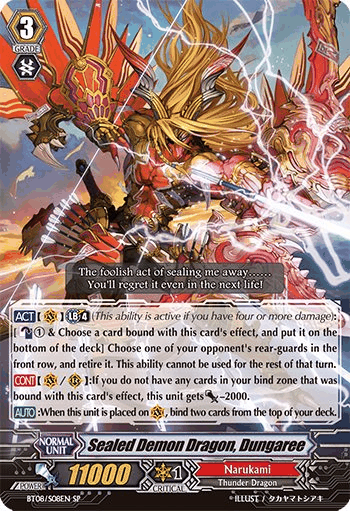 3
GRADE
The foolish act of sealing me away......
You'll regret it even in the next life!
ACT [ ] LB 4 (This ability is active if you have four or more damage):
[ ① & Choose a card bound with this card's effect, and put it on the
bottom of the deck] Choose one of your opponent's rear-guards in the
front row, and retire it. This ability cannot be used for the rest of that turn.
CONT [ / ]:If you do not have any cards in your bind zone that was
bound with this card's effect, this unit gets -2000.
AUTO :When this unit is placed on , bind two cards from the top of your deck.
NORMAL
UNIT
Sealed Demon Dragon, Dungaree
POWER
11000
1
CRITICAL
Narukami
Thunder Dragon
BT08/S08EN SP
ILLUST / タカヤマトシアキ